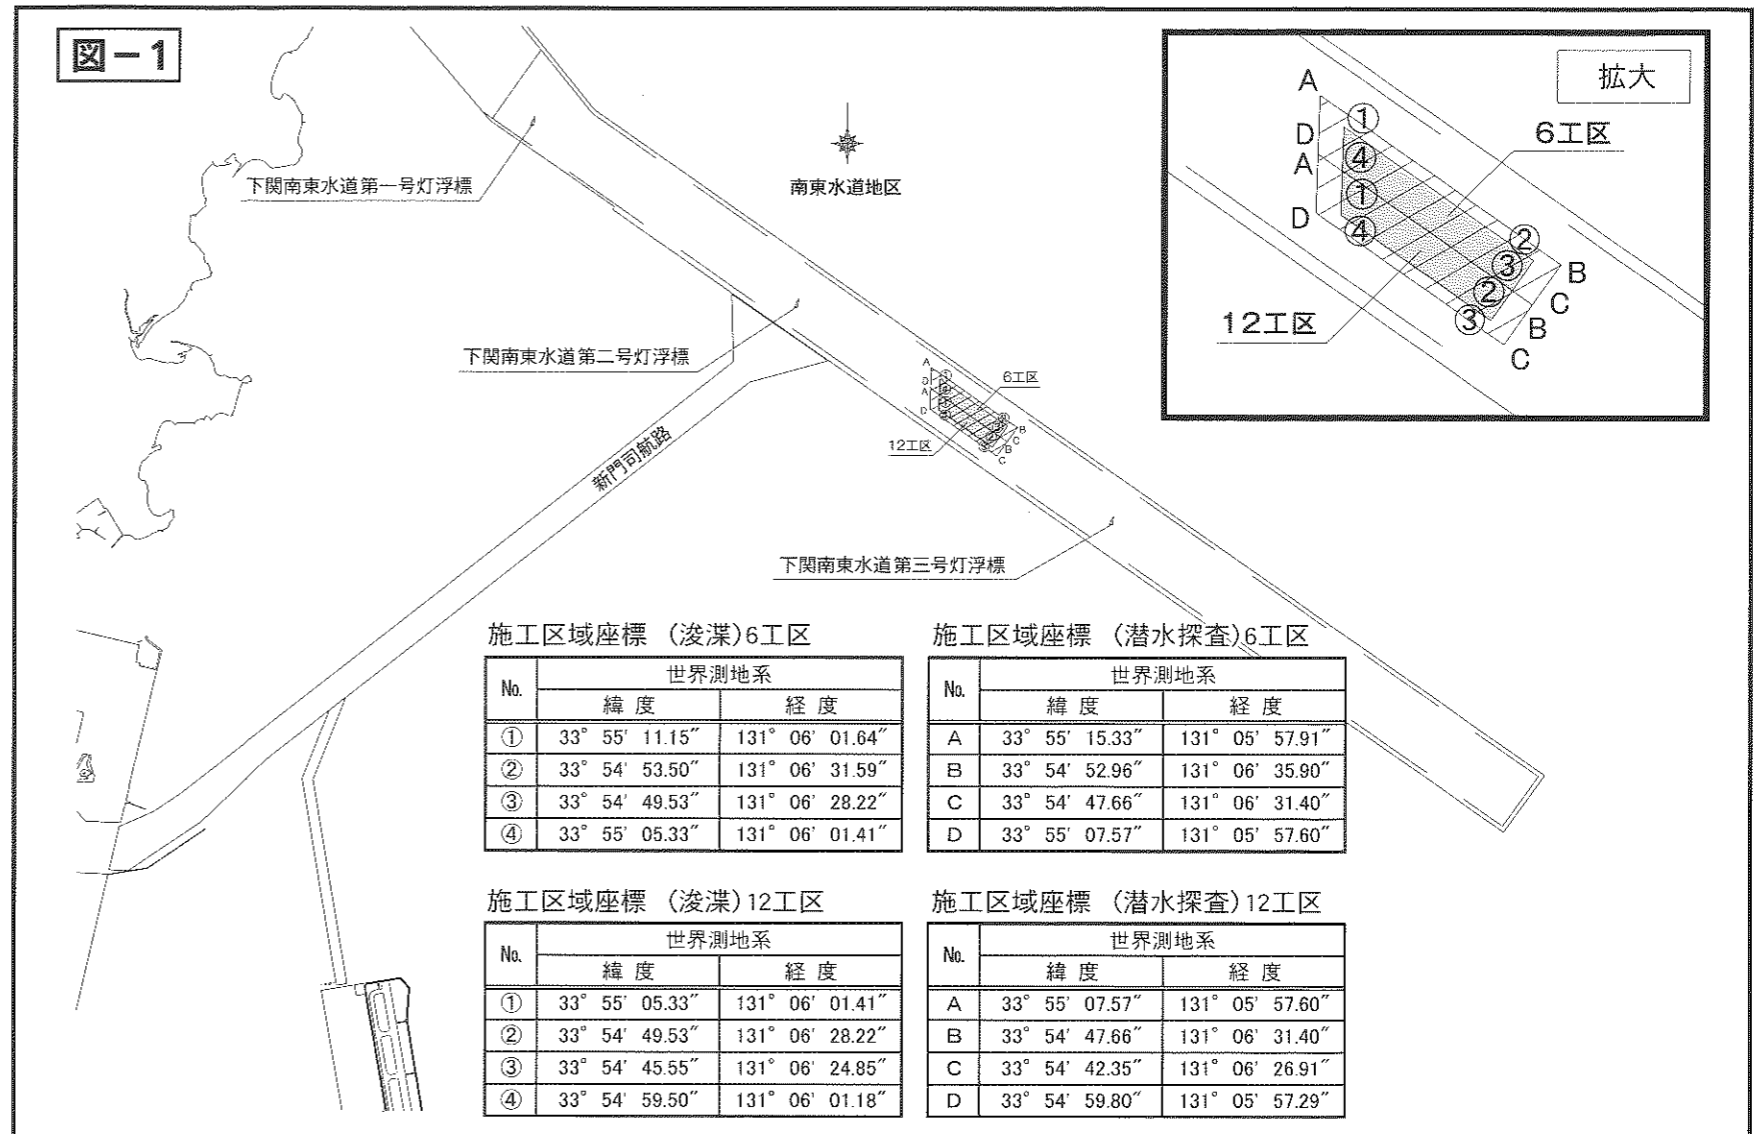 図－1
拡大
A
①
D
④
A
①
D
④
6工区
②
③
B
②
C
③
B
C
12工区
南東水道地区
下関南東水道第一号灯浮標
下関南東水道第二号灯浮標
A
D
A
D
6工区
B
C
B
C
12工区
新門司航路
下関南東水道第三号灯浮標
施工区域座標 （浚渫）6工区
No. 世界測地系
緯 度 経 度
① 33° 55′ 11.15″ 131° 06′ 01.64″
② 33° 54′ 53.50″ 131° 06′ 31.59″
③ 33° 54′ 49.53″ 131° 06′ 28.22″
④ 33° 55′ 05.33″ 131° 06′ 01.41″
施工区域座標 （潜水探査）6工区
No. 世界測地系
緯 度 経 度
A 33° 55′ 15.33″ 131° 05′ 57.91″
B 33° 54′ 52.96″ 131° 06′ 35.90″
C 33° 54′ 47.66″ 131° 06′ 31.40″
D 33° 55′ 07.57″ 131° 05′ 57.60″
施工区域座標 （浚渫）12工区
No. 世界測地系
緯 度 経 度
① 33° 55′ 05.33″ 131° 06′ 01.41″
② 33° 54′ 49.53″ 131° 06′ 28.22″
③ 33° 54′ 45.55″ 131° 06′ 24.85″
④ 33° 54′ 59.50″ 131° 06′ 01.18″
施工区域座標 （潜水探査）12工区
No. 世界測地系
緯 度 経 度
A 33° 55′ 07.57″ 131° 05′ 57.60″
B 33° 54′ 47.66″ 131° 06′ 31.40″
C 33° 54′ 42.35″ 131° 06′ 26.91″
D 33° 54′ 59.80″ 131° 05′ 57.29″